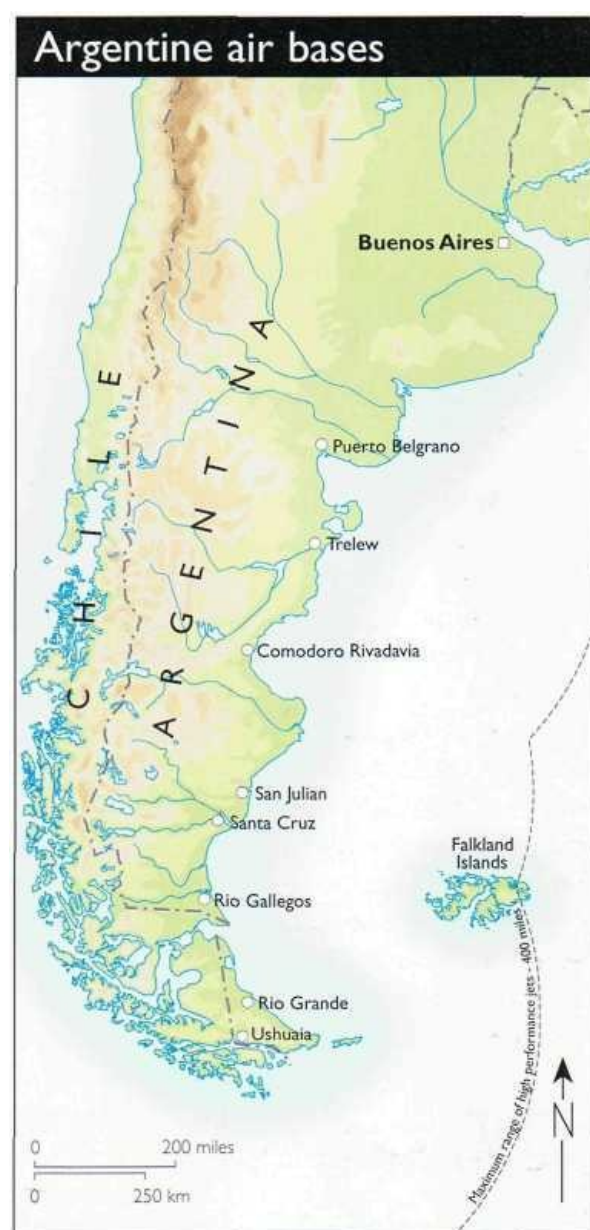 Argentine air bases
Buenos Aires
CHILE
ARGENTINA
Puerto Belgrano
Trelew
Comodoro Rivadavia
San Julian
Santa Cruz
Falkland
Islands
Rio Gallegos
Rio Grande
Ushuaia
Maximum range of high performance jets - 400 miles
N
0 200 miles
0 250 km